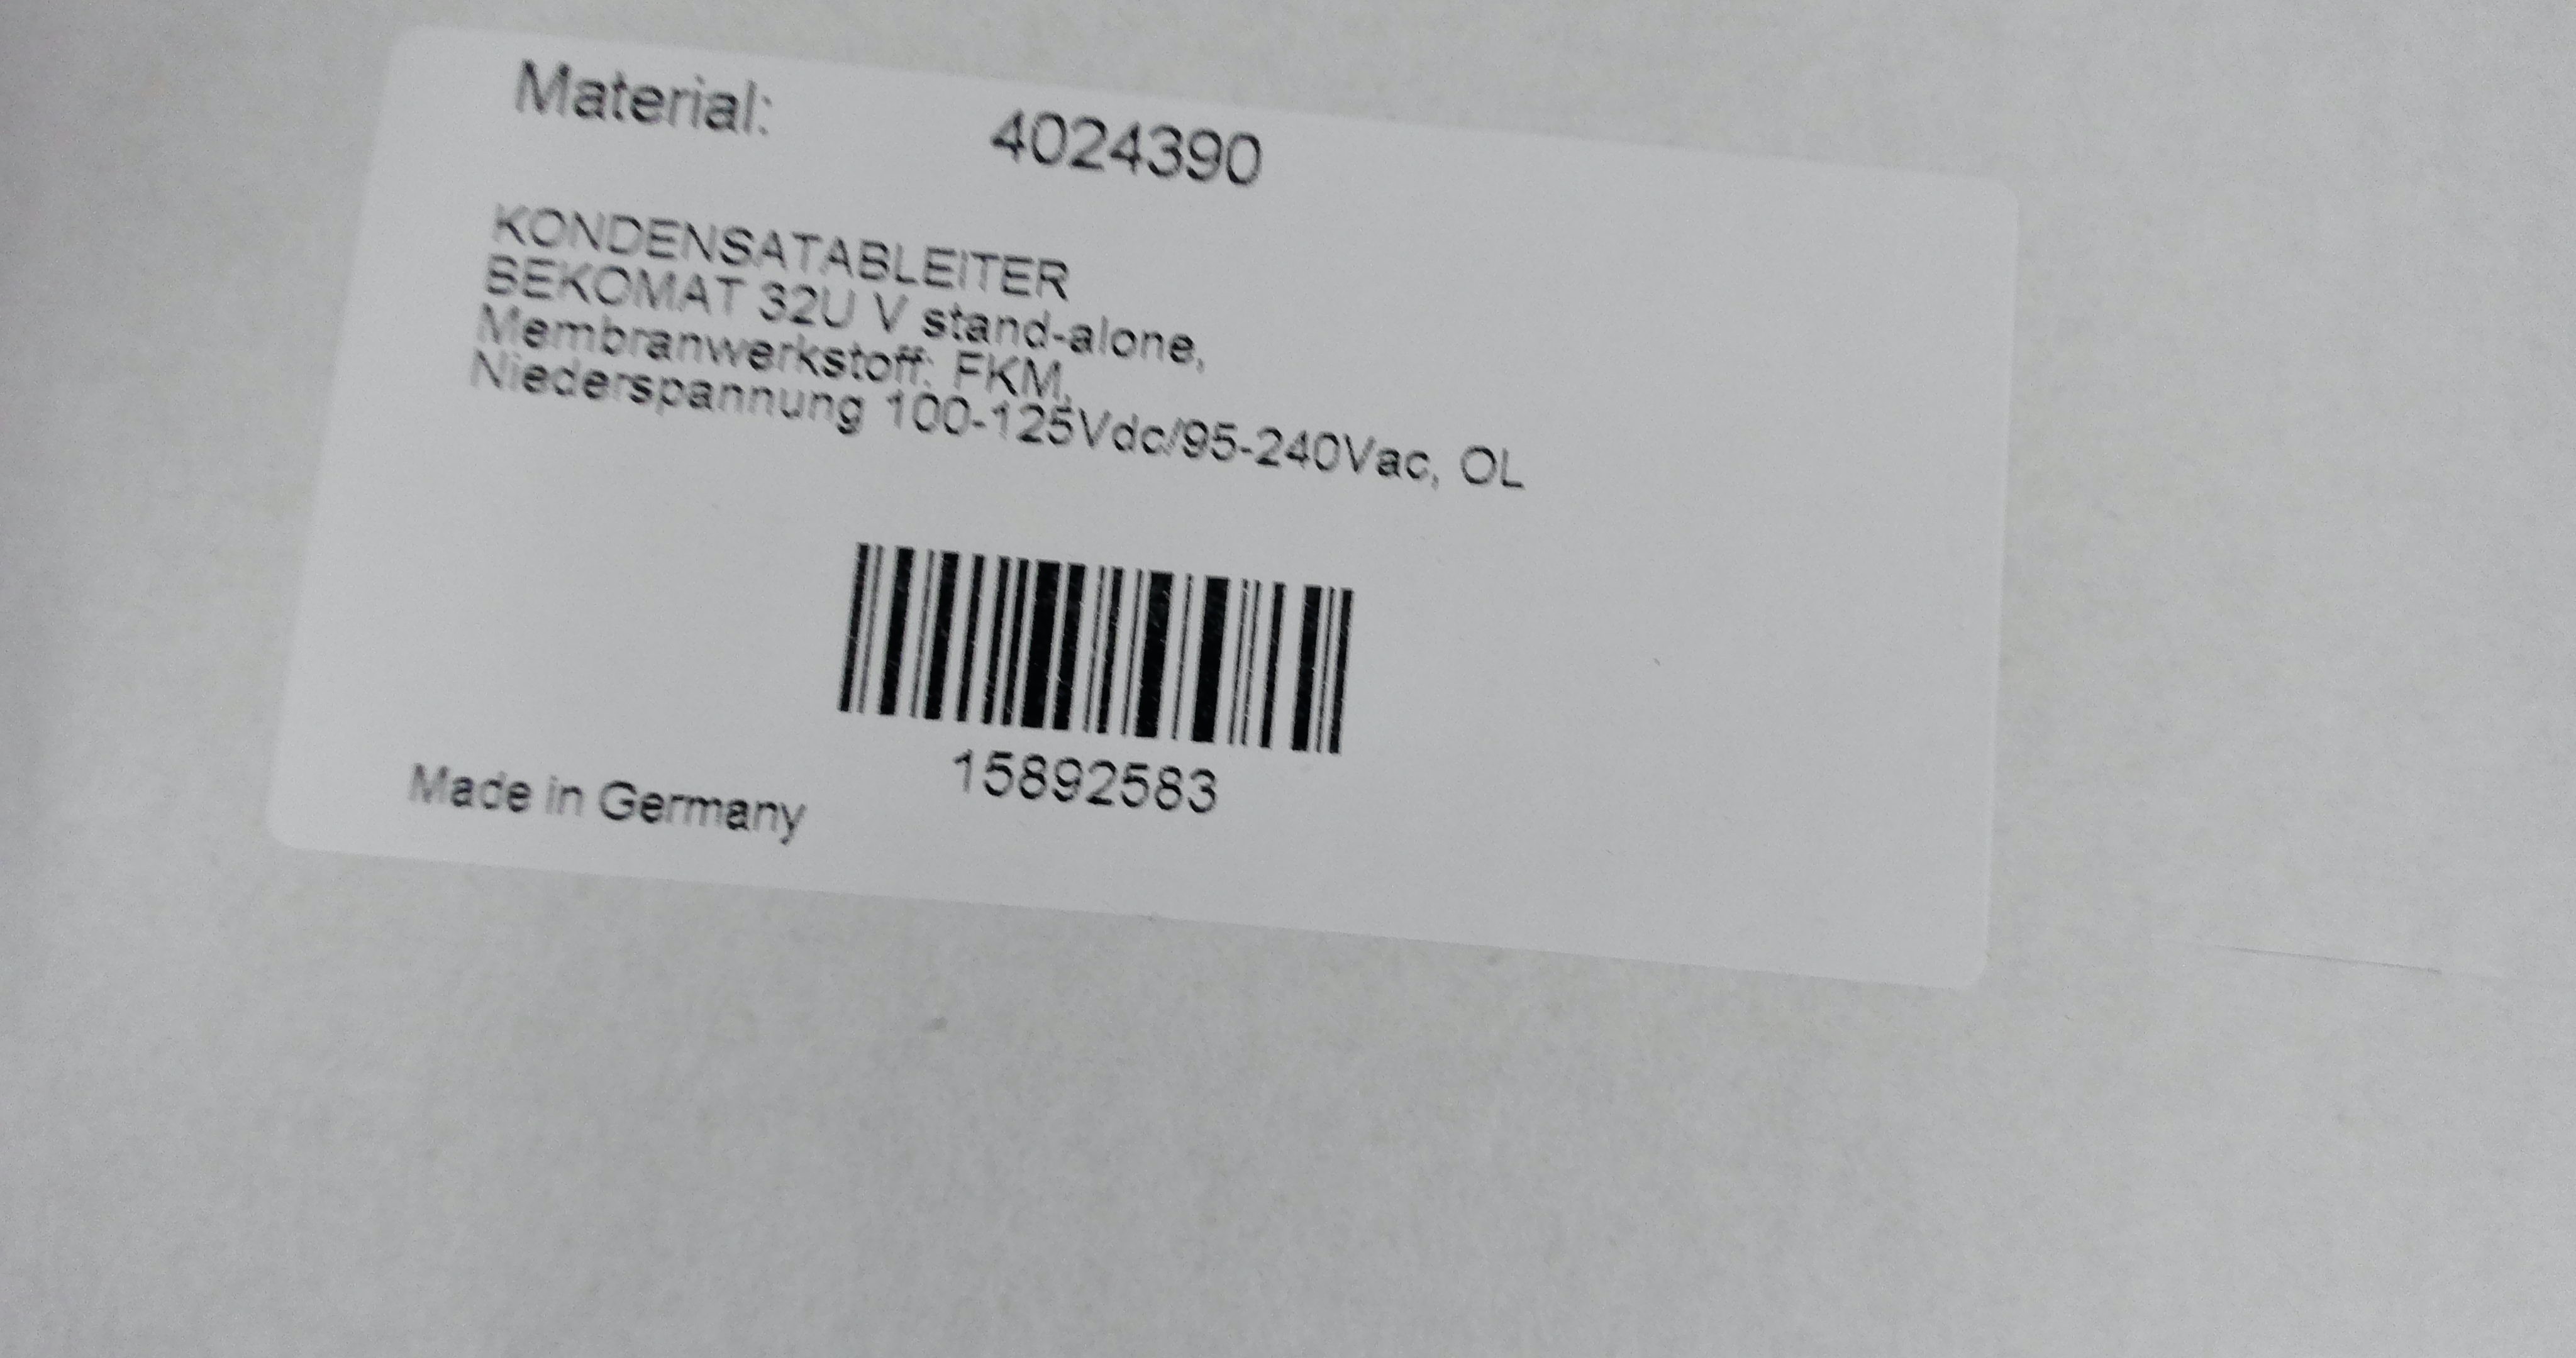 Material: 4024390
KONDENSATABLEITER
BEKOMAT 32U V stand-alone,
Membranwerkstoff: FKM,
Niederspannung 100-125Vdc/95-240Vac, OL
15892583
Made in Germany